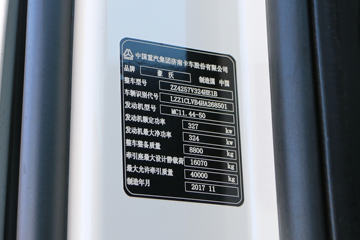 中国重汽集团济南卡车股份有限公司
品牌 豪沃 制造国 中国
整车型号 ZZ4257V324HE1B
车辆识别代号 LZZ1CLVB4HA268501
发动机型号 MC11.44-50
发动机额定功率 327 kw
发动机最大净功率 324 kw
整车整备质量 8800 kg
牵引座最大设计静载荷 16070 kg
最大允许牵引质量 40000 kg
制造年月 2017 11